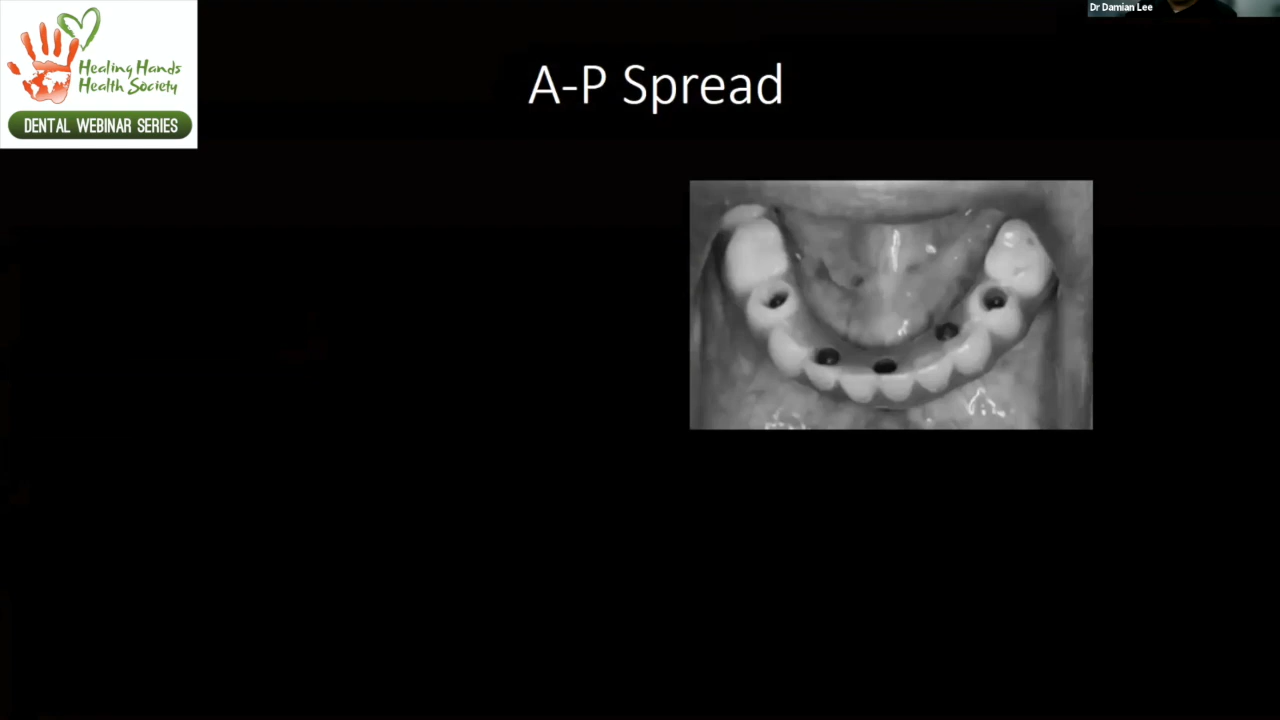 Dr Damian Lee
Healing Hands
Health Society
DENTAL WEBINAR SERIES
A-P Spread